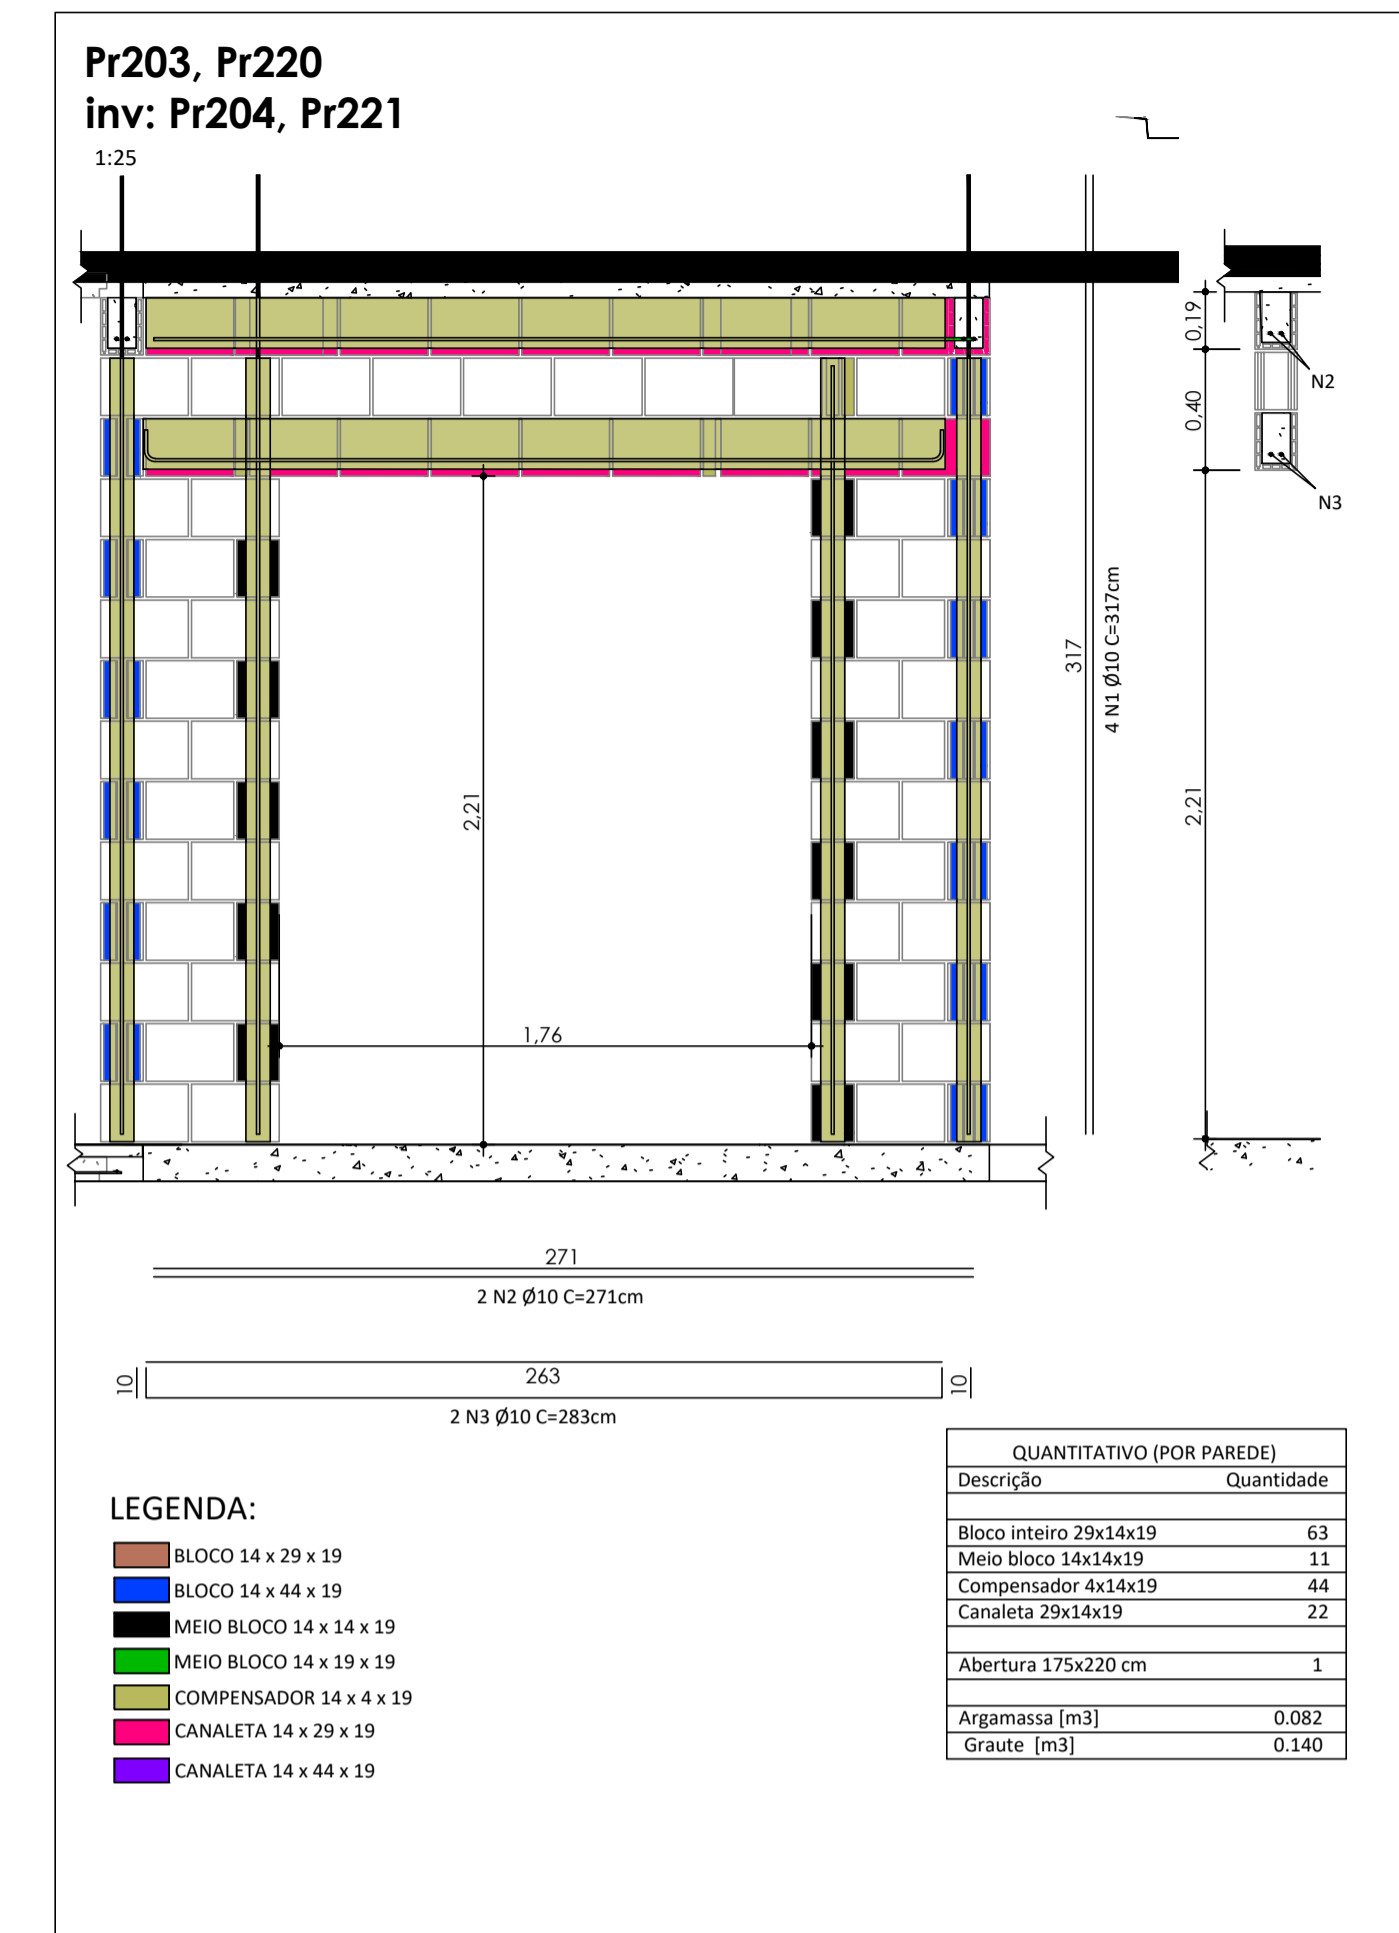 Pr203, Pr220
inv: Pr204, Pr221
1:25
0,19
N2
0,40
N3
317
4 N1 Ø10 C=317cm
2,21
2,21
1,76
271
2 N2 Ø10 C=271cm
10
263
10
2 N3 Ø10 C=283cm
QUANTITATIVO (POR PAREDE)
Descrição Quantidade
Bloco inteiro 29x14x19 63
Meio bloco 14x14x19 11
Compensador 4x14x19 44
Canaleta 29x14x19 22
Abertura 175x220 cm 1
Argamassa [m3] 0.082
Graute [m3] 0.140
LEGENDA:
BLOCO 14 x 29 x 19
BLOCO 14 x 44 x 19
MEIO BLOCO 14 x 14 x 19
MEIO BLOCO 14 x 19 x 19
COMPENSADOR 14 x 4 x 19
CANALETA 14 x 29 x 19
CANALETA 14 x 44 x 19